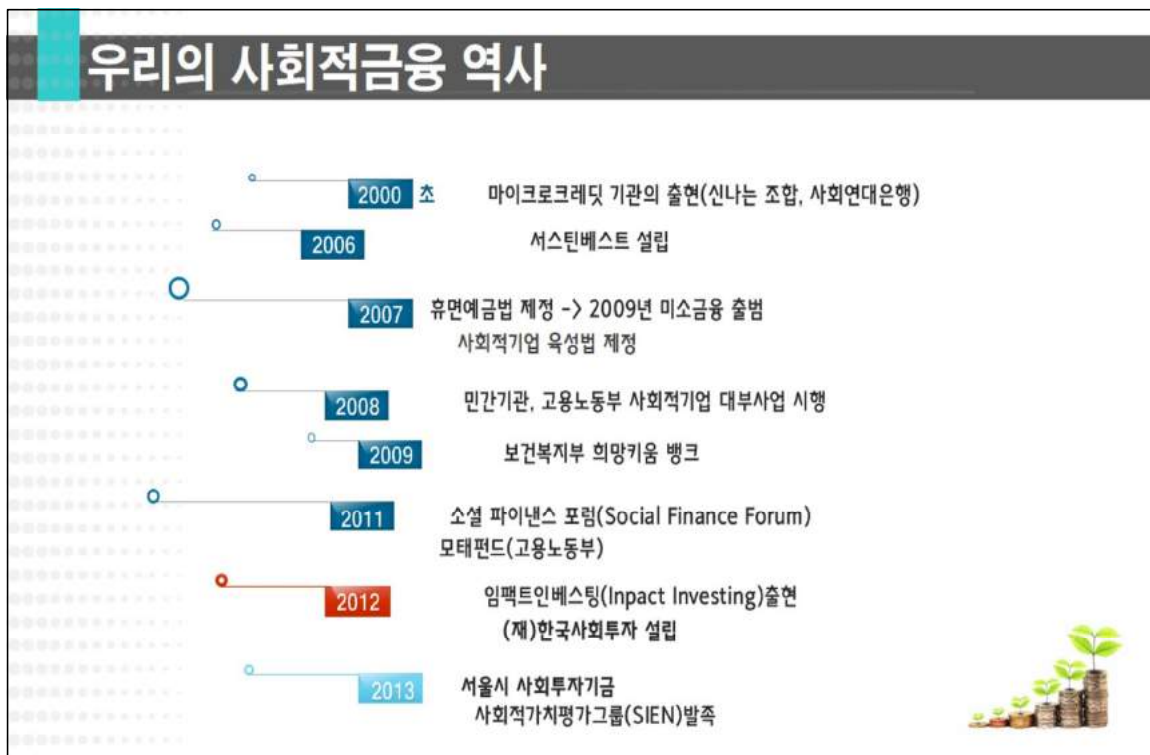 우리의 사회적금융 역사
2000 초 마이크로크레딧 기관의 출현(신나는 조합, 사회연대은행)
2006 서스틴베스트 설립
2007 휴면예금법 제정 -> 2009년 미소금융 출범
사회적기업 육성법 제정
2008 민간기관, 고용노동부 사회적기업 대부사업 시행
2009 보건복지부 희망키움 뱅크
2011 소셜 파이낸스 포럼(Social Finance Forum)
모태펀드(고용노동부)
2012 임팩트인베스팅(Inpact Investing)출현
(재)한국사회투자 설립
2013 서울시 사회투자기금
사회적가치평가그룹(SIEN)발족